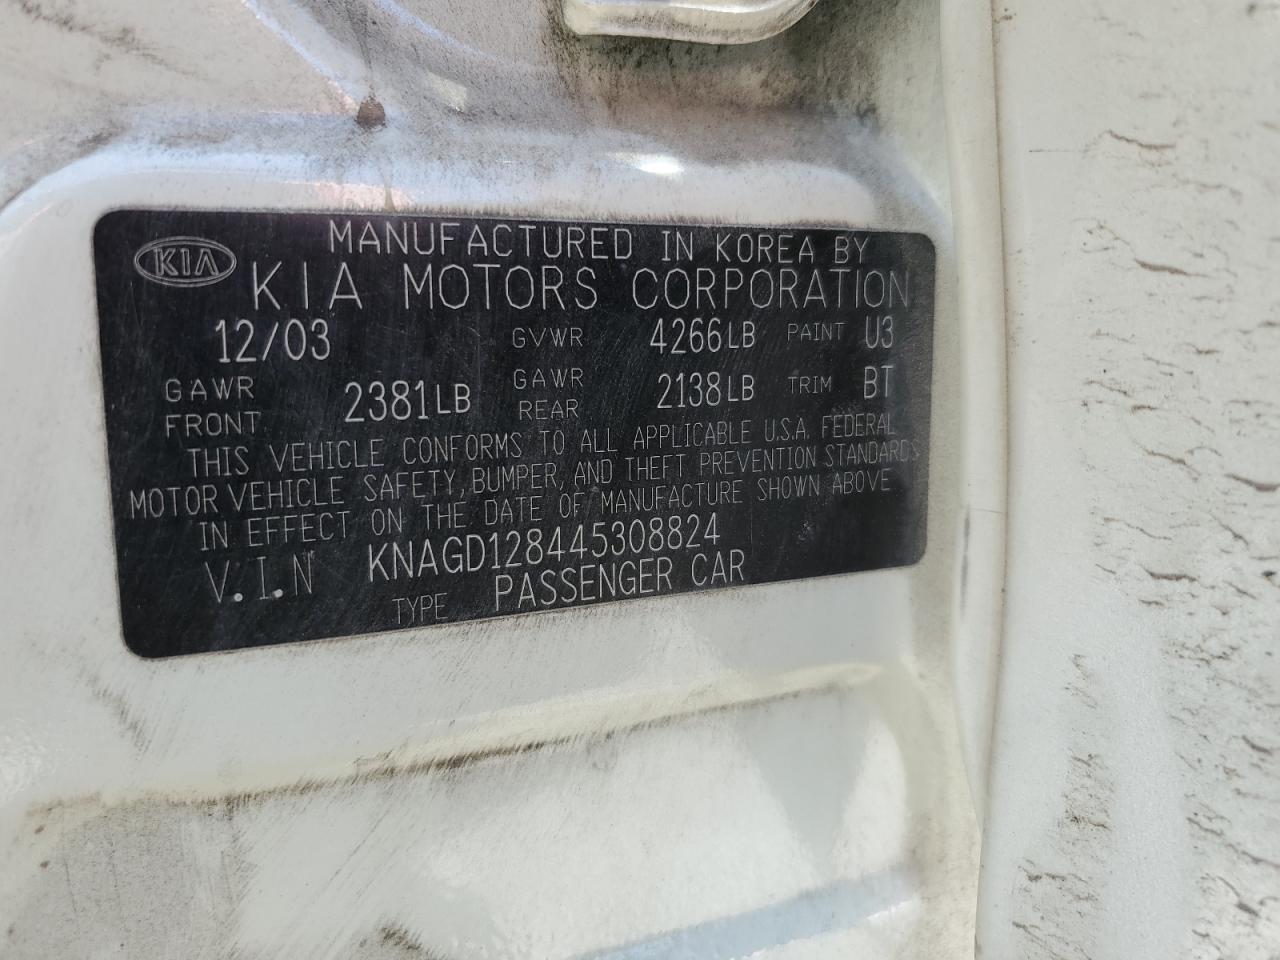 KIA MANUFACTURED IN KOREA BY
KIA MOTORS CORPORATION
12/03 GVWR 4266LB PAINT U3
GAWR FRONT 2381LB GAWR REAR 2138LB TRIM BT
THIS VEHICLE CONFORMS TO ALL APPLICABLE U.S.A. FEDERAL
MOTOR VEHICLE SAFETY, BUMPER, AND THEFT PREVENTION STANDARDS
IN EFFECT ON THE DATE OF MANUFACTURE SHOWN ABOVE
V.I.N KNAGD128445308824
TYPE PASSENGER CAR